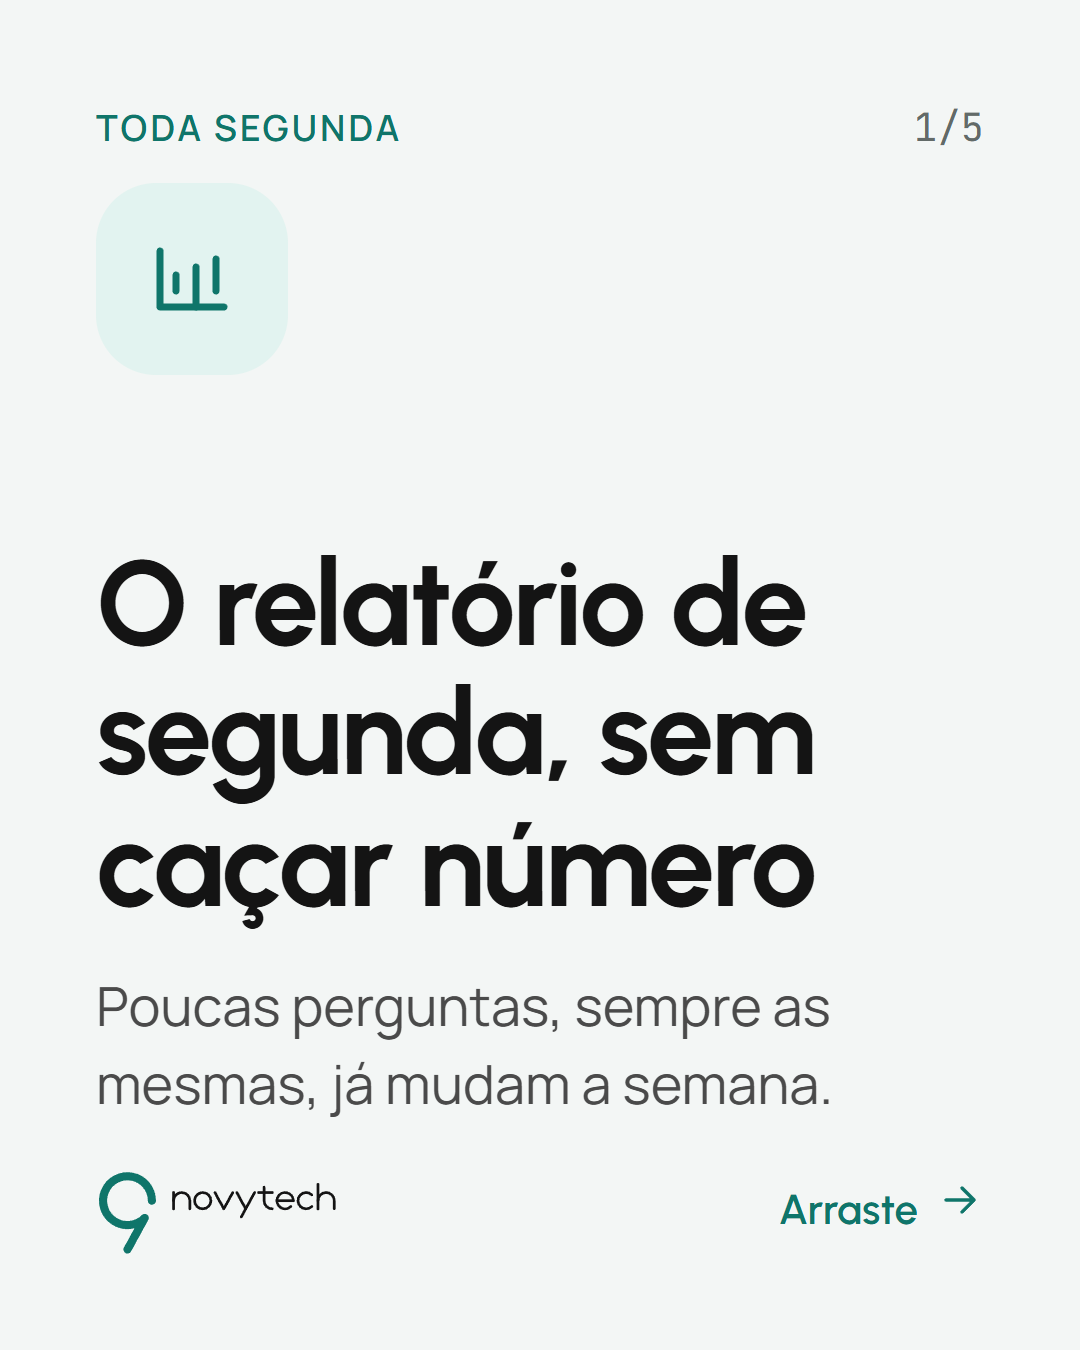 TODA SEGUNDA
1/5
O relatório de
segunda, sem
caçar número
Poucas perguntas, sempre as
mesmas, já mudam a semana.
novytech
Arraste →